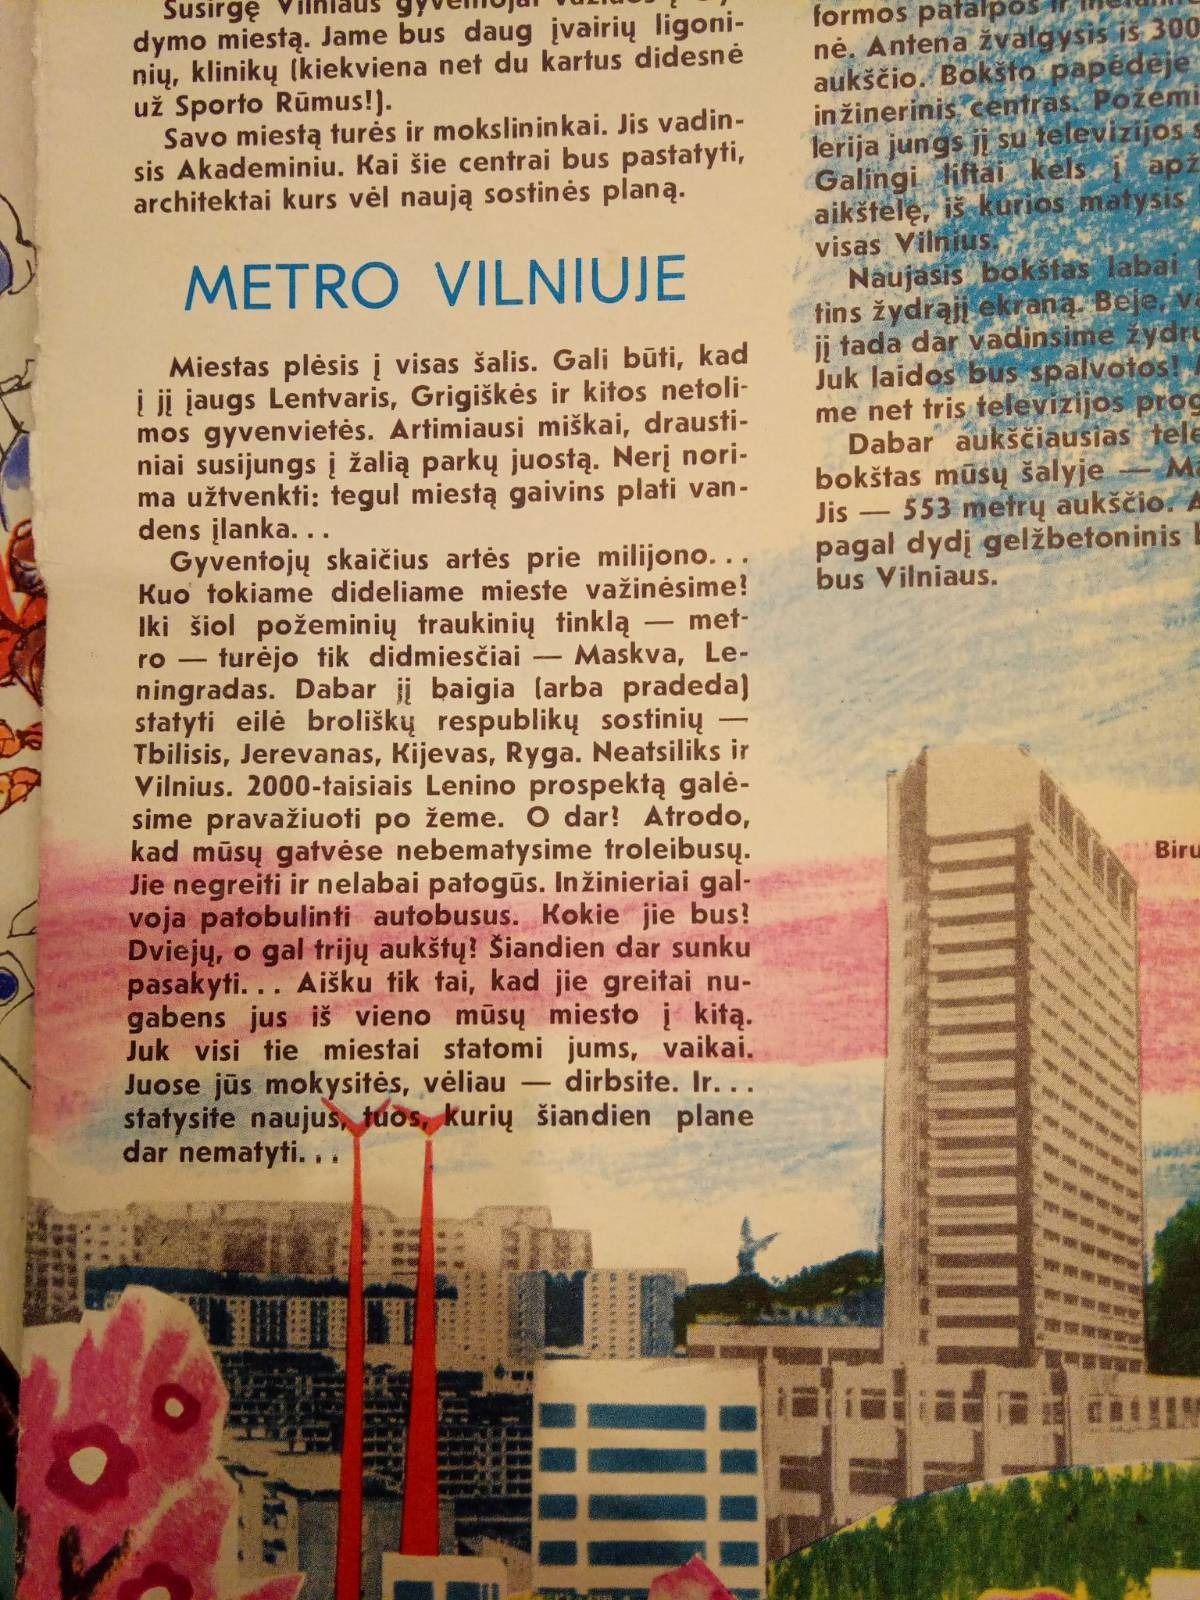 Susirgę Vilniaus gyventojai
dymo miestą. Jame bus daug įvairių ligoni-
nių, klinikų (kiekviena net du kartus didesnė
už Sporto Rūmus!).
Savo miestą turės ir mokslininkai. Jis vadin-
sis Akademiniu. Kai šie centrai bus pastatyti,
architektai kurs vėl naują sostinės planą.
METRO VILNIUJE
Miestas plėsis į visas šalis. Gali būti, kad
į jį įaugs Lentvaris, Grigiškės ir kitos netoli-
mos gyvenvietės. Artimiausi miškai, drausti-
niai susijungs į žalią parkų juostą. Nerį nori-
ma užtvenkti: tegul miestą gaivins plati van-
dens įlanka...
Gyventojų skaičius artės prie milijono...
Kuo tokiame dideliame mieste važinėsime?
Iki šiol požeminių traukinių tinklą — met-
ro — turėjo tik didmiesčiai — Maskva, Le-
ningradas. Dabar jį baigia (arba pradeda)
statyti eilė broliškų respublikų sostinių —
Tbilisis, Jerevanas, Kijevas, Ryga. Neatsiliks ir
Vilnius. 2000-taisiais Lenino prospektą galė-
sime pravažiuoti po žeme. O dar? Atrodo,
kad mūsų gatvėse nebematysime troleibusų.
Jie negreiti ir nelabai patogūs. Inžinieriai gal-
voja patobulinti autobusus. Kokie jie bus?
Dviejų, o gal trijų aukštų? Šiandien dar sunku
pasakyti... Aišku tik tai, kad jie greitai nu-
gabens jus iš vieno mūsų miesto į kitą.
Juk visi tie miestai statomi jums, vaikai.
Juose jūs mokysitės, vėliau — dirbsite. Ir...
statysite naujus, tuos, kurių šiandien plane
dar nematyti...
formos patalpos ir
nė. Antena žvalgysis iš 300
aukščio. Bokšto papėdėje
inžinerinis centras. Požemi
lerija jungs jį su televizijos
Galingi liftai kels į apž
aikštelę, iš kurios matysis
visas Vilnius.
Naujasis bokštas labai
tins žydrąjį ekraną. Beje, v
jį tada dar vadinsime žydru
Juk laidos bus spalvotos!
me net tris televizijos prog
Dabar aukščiausias tele
bokštas mūsų šalyje — Ma
Jis — 553 metrų aukščio. A
pagal dydį gelžbetoninis b
bus Vilniaus.
Biru